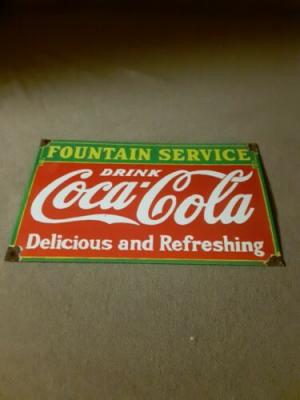 FOUNTAIN SERVICE
DRINK
Coca-Cola
Delicious and Refreshing